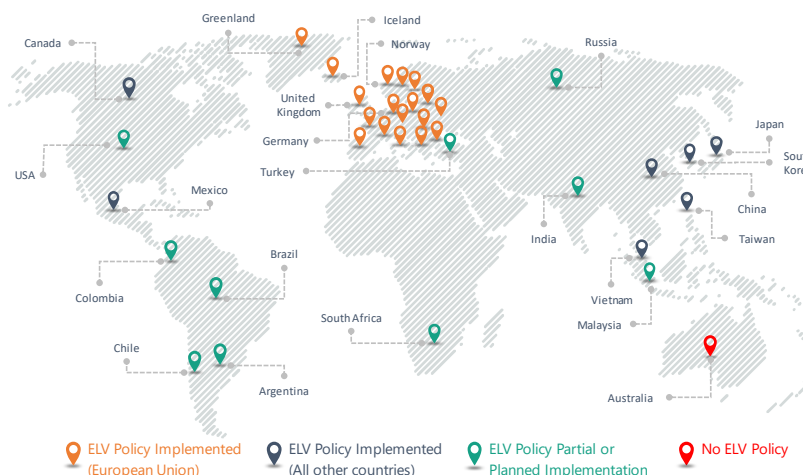 Greenland
Iceland
Canada
Norway
Russia
United
Kingdom
Germany
Japan
USA
Turkey
Sou
Kore
Mexico
China
India
Taiwan
Brazil
Colombia
Vietnam
South Africa
Malaysia
Chile
Argentina
Australia
ELV Policy Implemented
(European Union)
ELV Policy Implemented
(All other countries)
ELV Policy Partial or
Planned Implementation
No ELV Policy